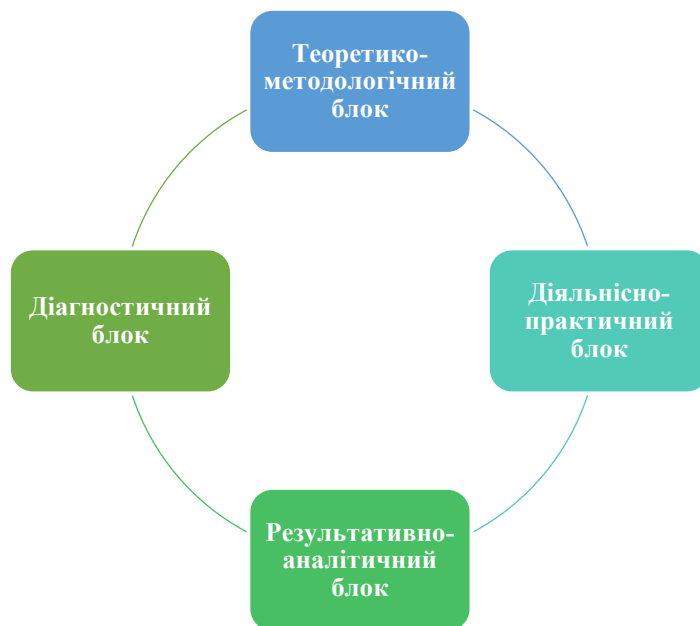 Теоретико-
методологічний
блок
Діагностичний
блок
Діяльнісно-
практичний
блок
Результативно-
аналітичний
блок